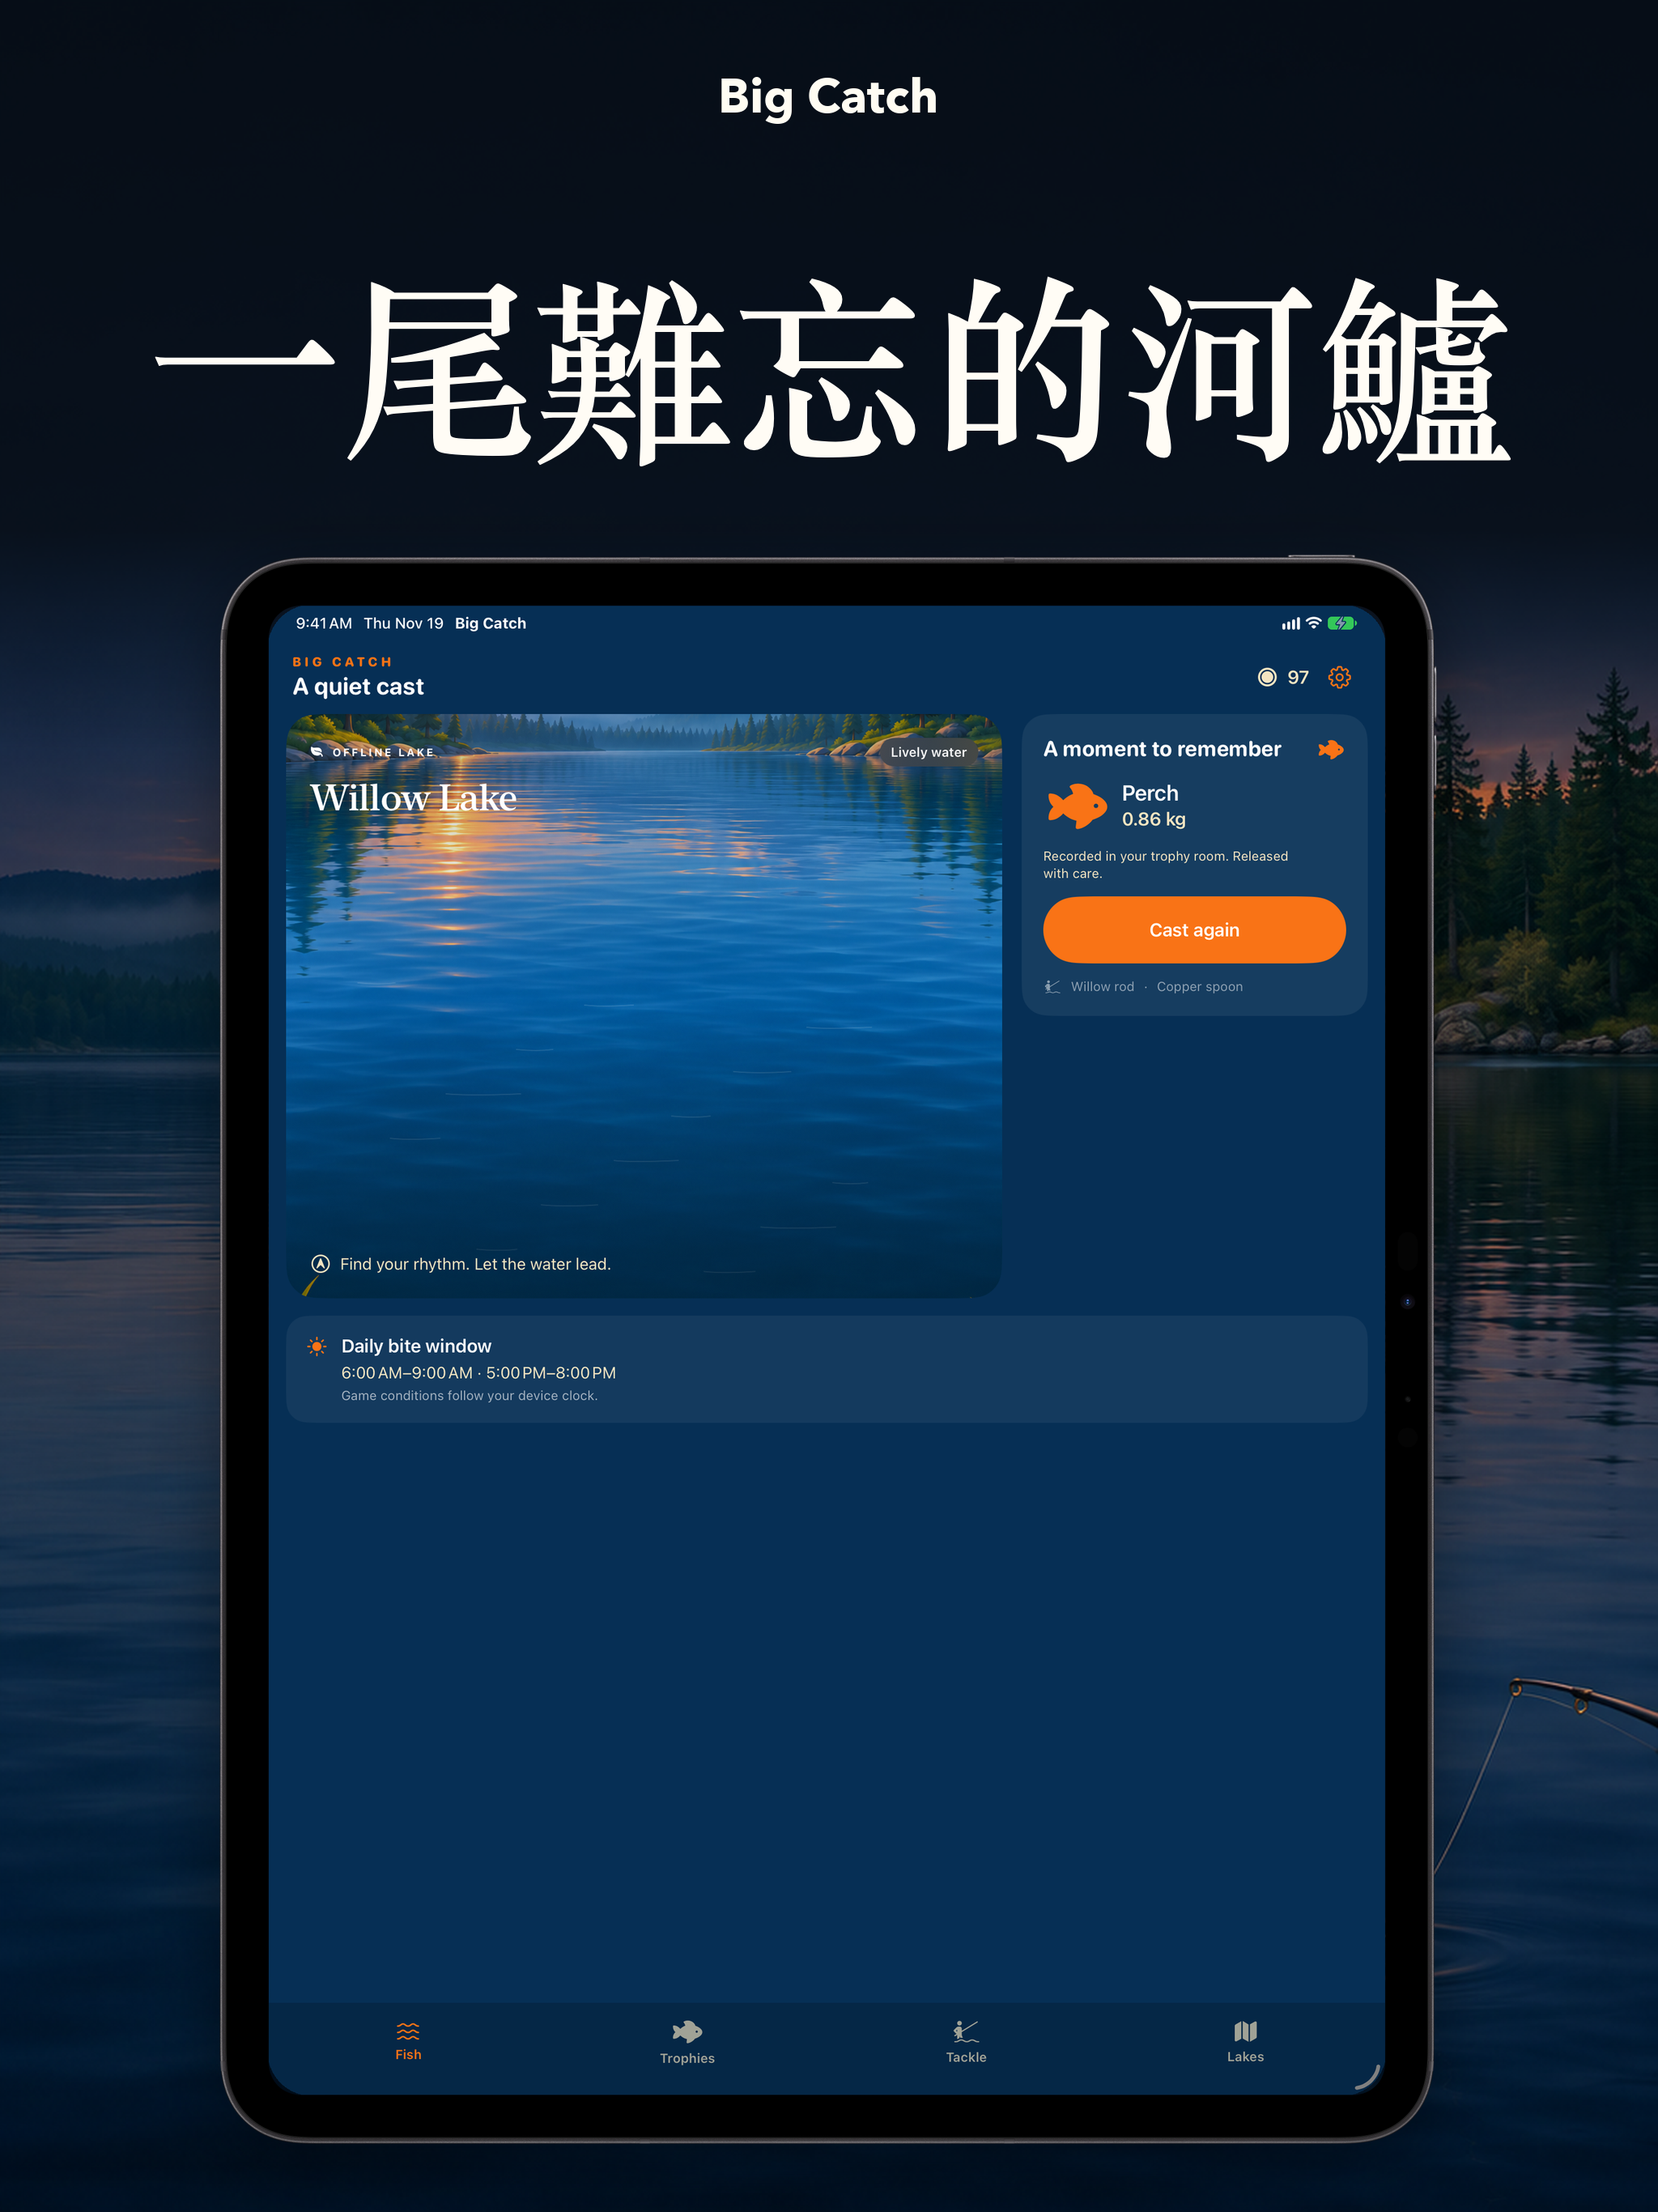 Big Catch
一尾難忘的河鱸
9:41 AM Thu Nov 19 Big Catch
BIG CATCH
A quiet cast
97
OFFLINE LAKE
Lively water
Willow Lake
Find your rhythm. Let the water lead.
A moment to remember
Perch
0.86 kg
Recorded in your trophy room. Released
with care.
Cast again
Willow rod · Copper spoon
Daily bite window
6:00 AM–9:00 AM · 5:00 PM–8:00 PM
Game conditions follow your device clock.
Fish
Trophies
Tackle
Lakes